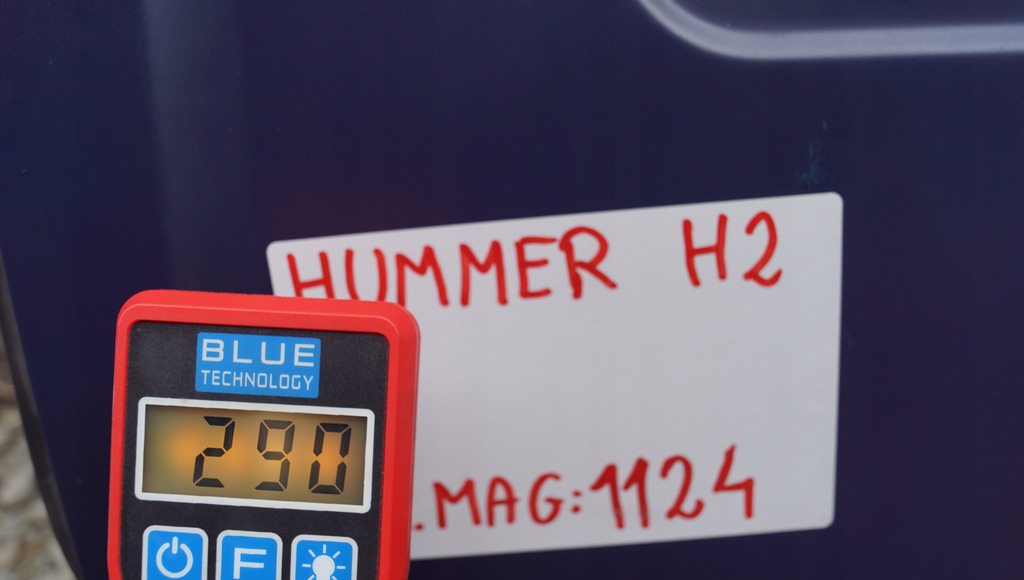 HUMMER H2
BLUE
TECHNOLOGY
290
.MAG:1124
F